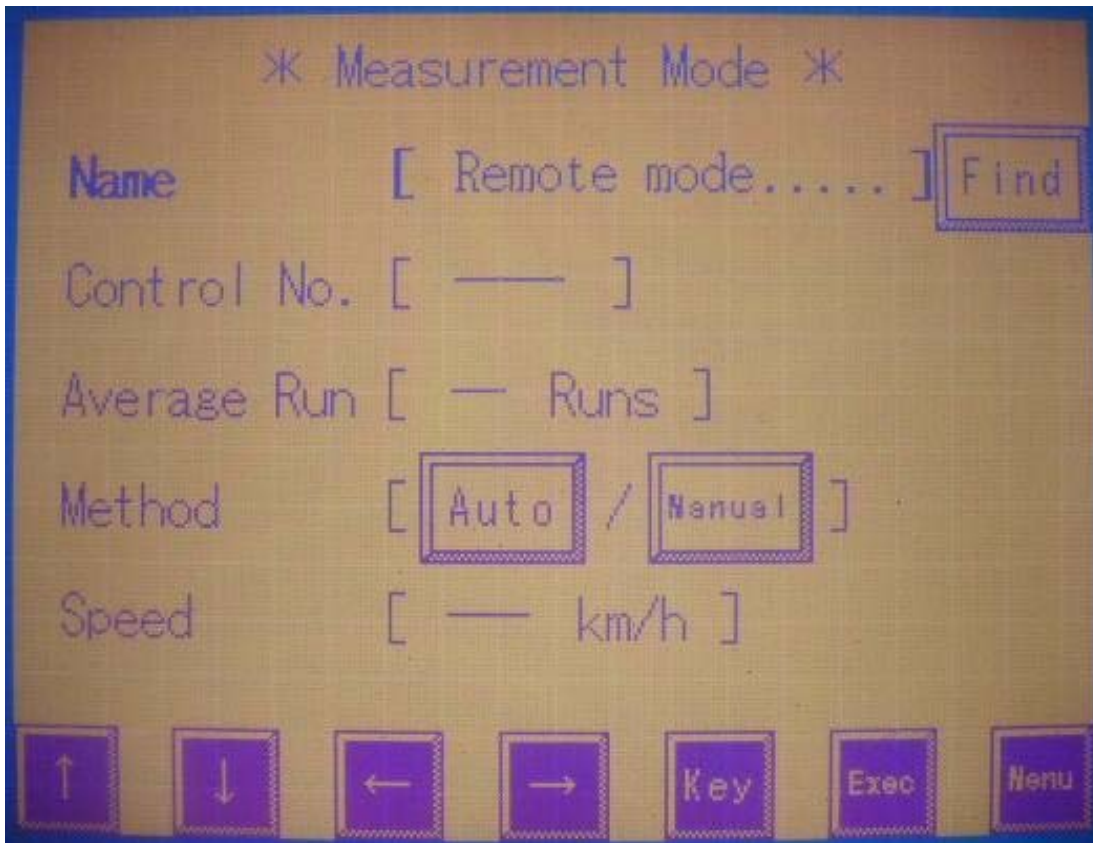 * Measurement Mode *
Name [ Remote mode..... ] Find
Control No. [ ─── ]
Average Run [ ─ Runs ]
Method [ Auto / Manual ]
Speed [ ── km/h ]
↑ ↓ ← → Key Exec Menu